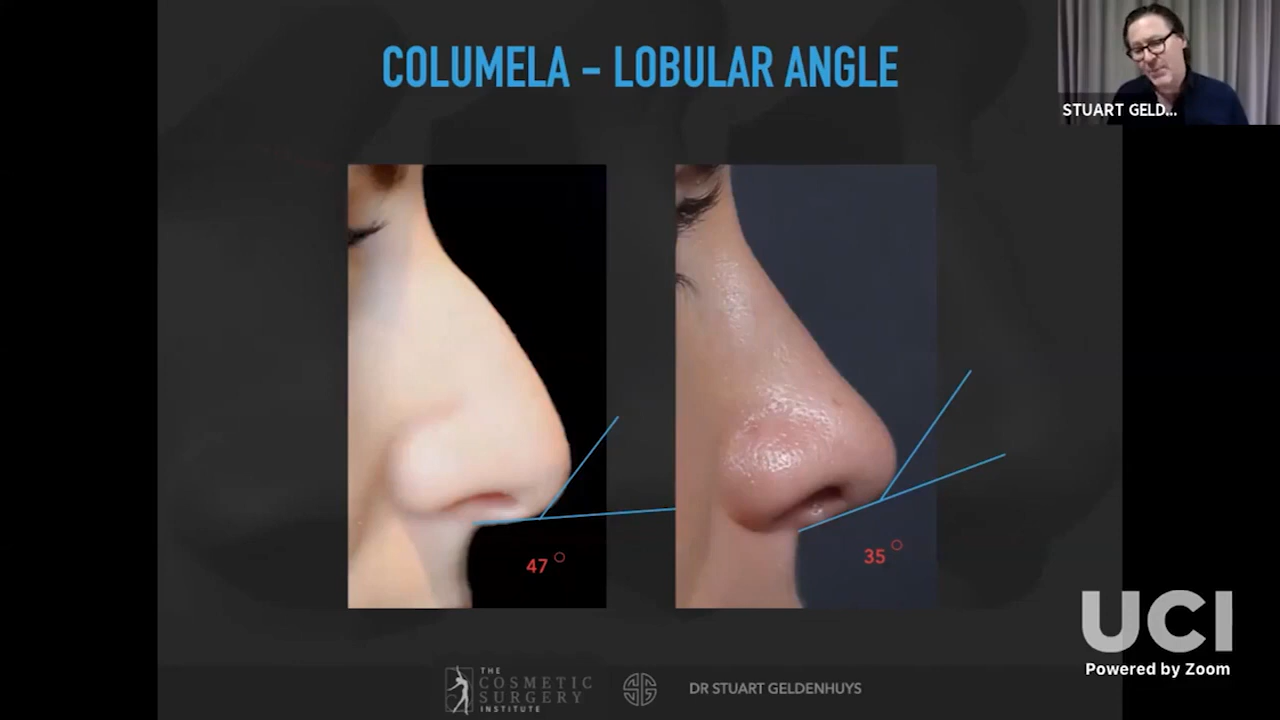 COLUMELA - LOBULAR ANGLE
STUART GELD...
47°
35°
UCI
Powered by Zoom
THE
COSMETIC
SURGERY
INSTITUTE
DR STUART GELDENHUYS